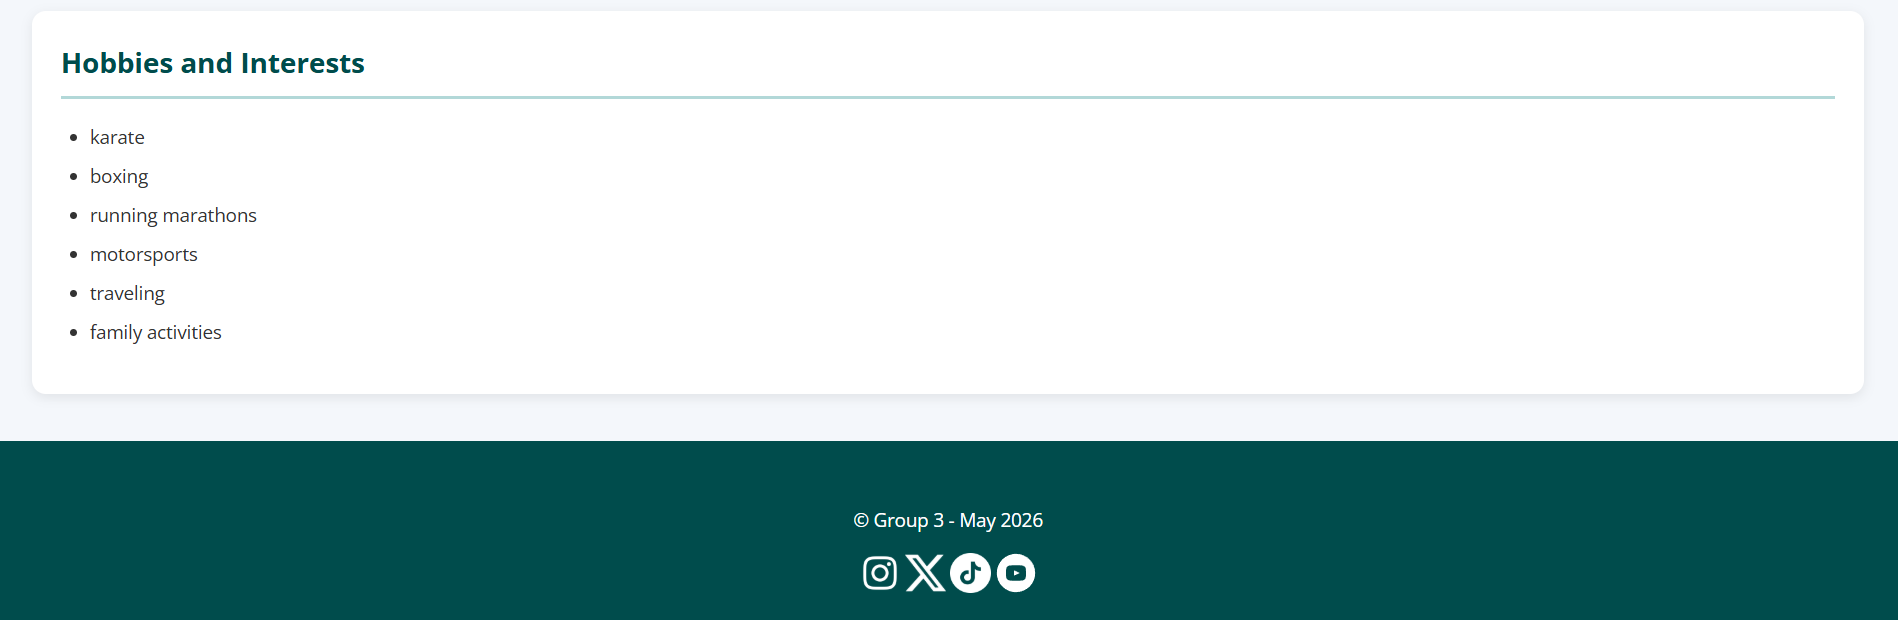 Hobbies and Interests
karate
boxing
running marathons
motorsports
traveling
family activities
© Group 3 - May 2026